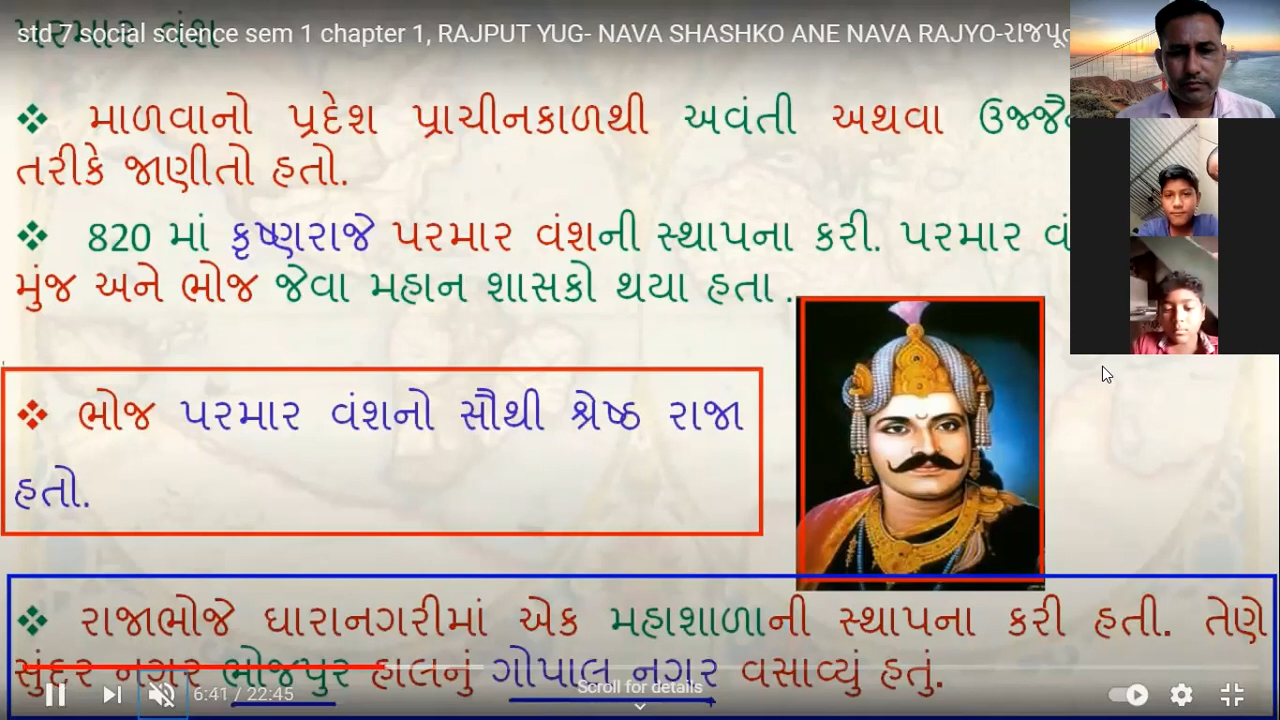 પરમાર વંશ
std 7 social science sem 1 chapter 1, RAJPUT YUG- NAVA SHASHKO ANE NAVA RAJYO-રાજપૂત
❖ માળવાનો પ્રદેશ પ્રાચીનકાળથી અવંતી અથવા
તરીકે જાણીતો હતો.
❖ 820 માં કૃષ્ણરાજે પરમાર વંશની સ્થાપના કરી. પરમાર
મુંજ અને ભોજ જેવા મહાન શાસકો થયા હતા .
❖ ભોજ પરમાર વંશનો સૌથી શ્રેષ્ઠ રાજા
હતો.
❖ રાજાભોજે ધારાનગરીમાં એક મહાશાળાની સ્થાપના કરી હતી. તેણે
સુંદર નગર ભોજપુર હાલનું ગોપાલ નગર વસાવ્યું હતું.
6:41 / 22:45
Scroll for details